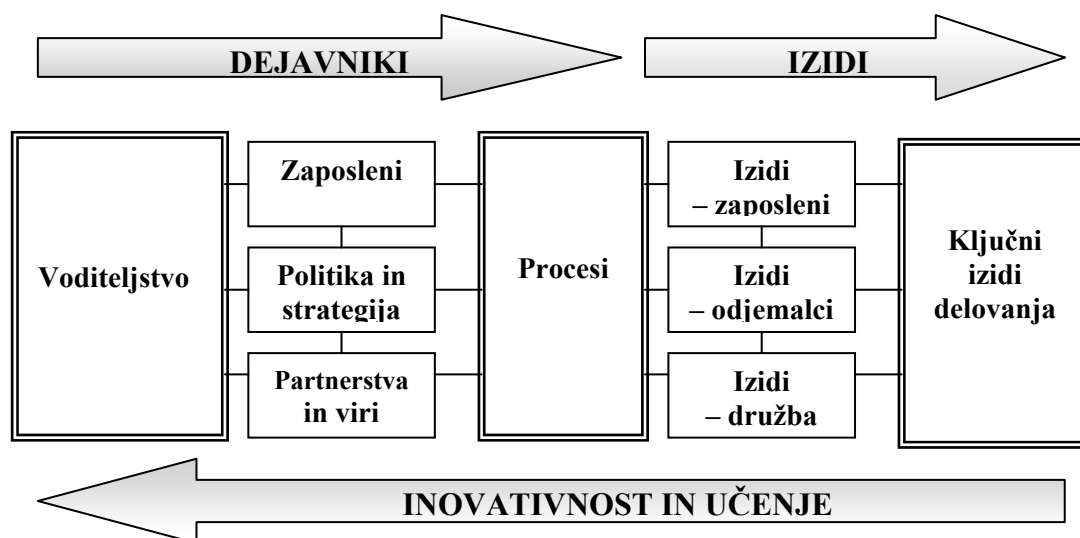 DEJAVNIKI
IZIDI
Voditeljstvo
Zaposleni
Politika in
strategija
Partnerstva
in viri
Procesi
Izidi
– zaposleni
Izidi
– odjemalci
Izidi
– družba
Ključni
izidi
delovanja
INOVATIVNOST IN UČENJE